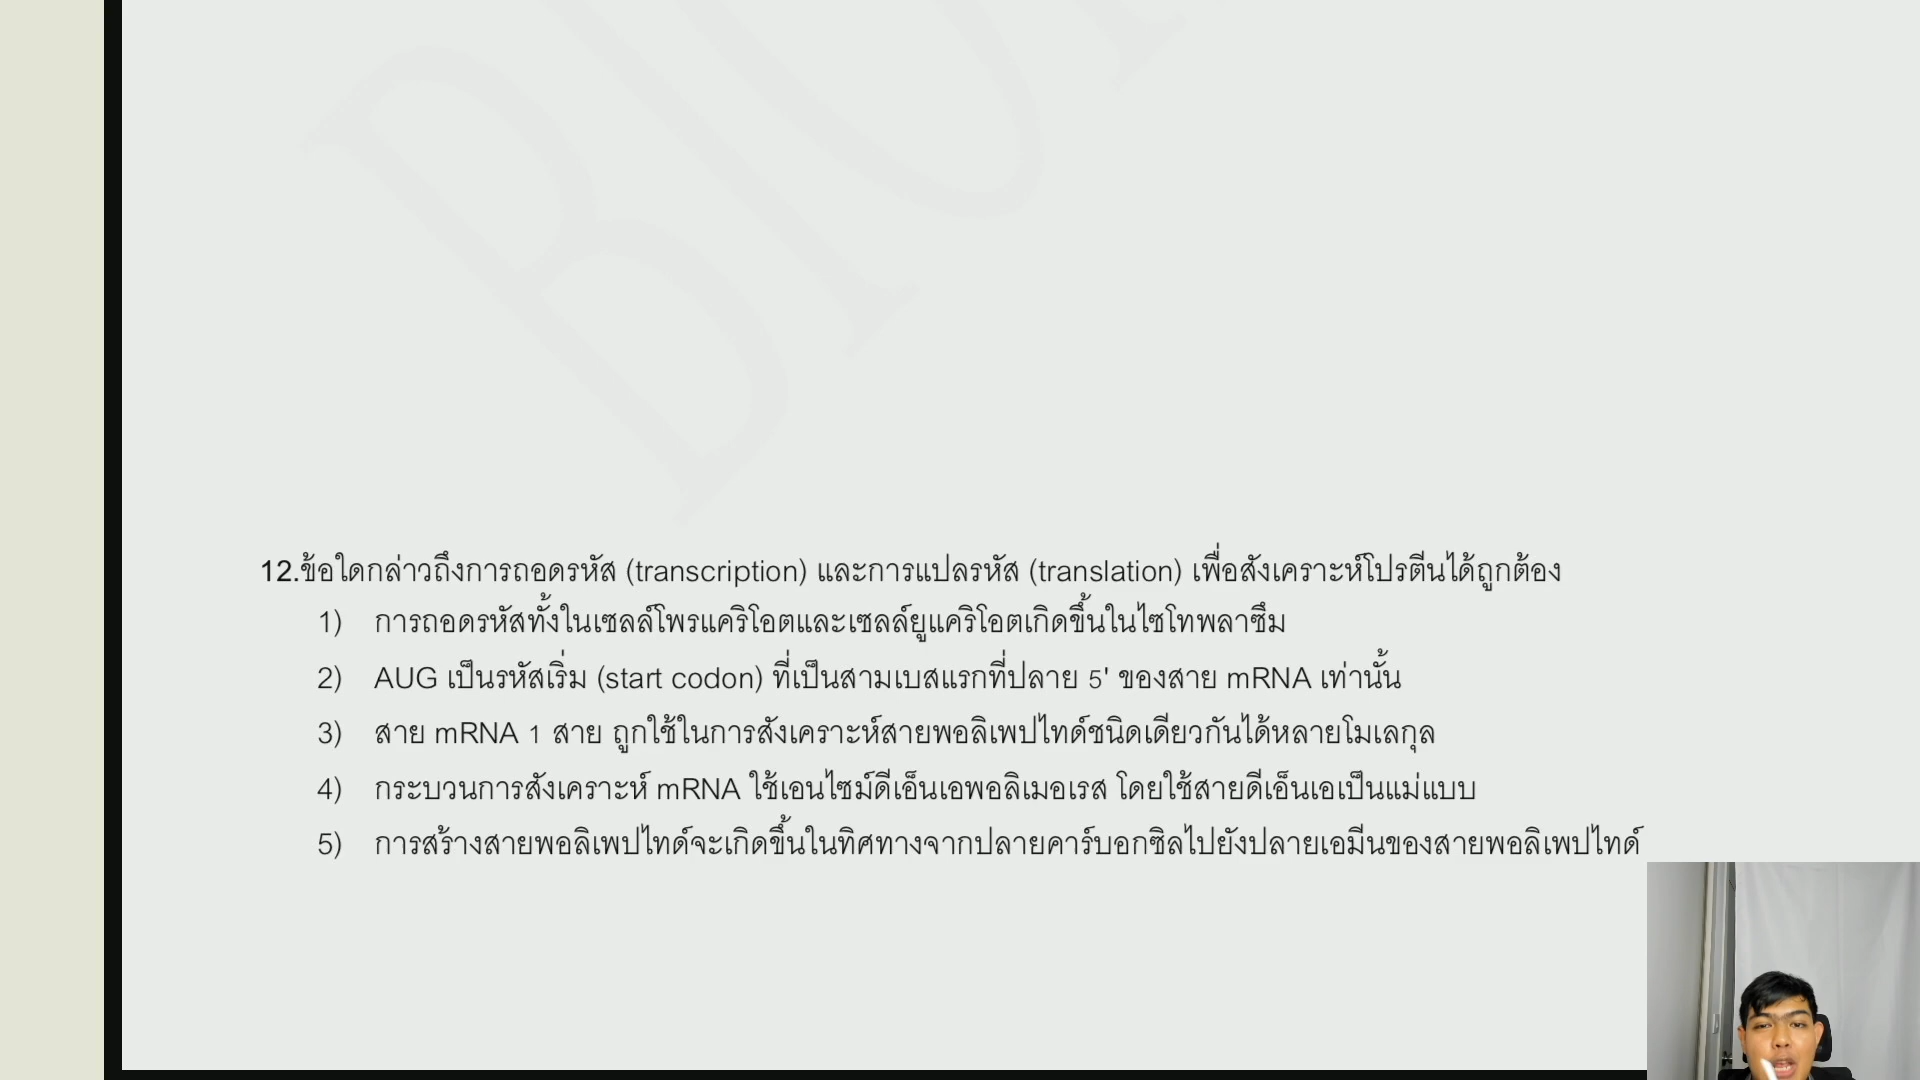 BIO
12.ข้อใดกล่าวถึงการถอดรหัส (transcription) และการแปลรหัส (translation) เพื่อสังเคราะห์โปรตีนได้ถูกต้อง
1) การถอดรหัสทั้งในเซลล์โพรแคริโอตและเซลล์ยูแคริโอตเกิดขึ้นในไซโทพลาซึม
2) AUG เป็นรหัสเริ่ม (start codon) ที่เป็นสามเบสแรกที่ปลาย 5' ของสาย mRNA เท่านั้น
3) สาย mRNA 1 สาย ถูกใช้ในการสังเคราะห์สายพอลิเพปไทด์ชนิดเดียวกันได้หลายโมเลกุล
4) กระบวนการสังเคราะห์ mRNA ใช้เอนไซม์ดีเอ็นเอพอลิเมอเรส โดยใช้สายดีเอ็นเอเป็นแม่แบบ
5) การสร้างสายพอลิเพปไทด์จะเกิดขึ้นในทิศทางจากปลายคาร์บอกซิลไปยังปลายเอมีนของสายพอลิเพปไทด์